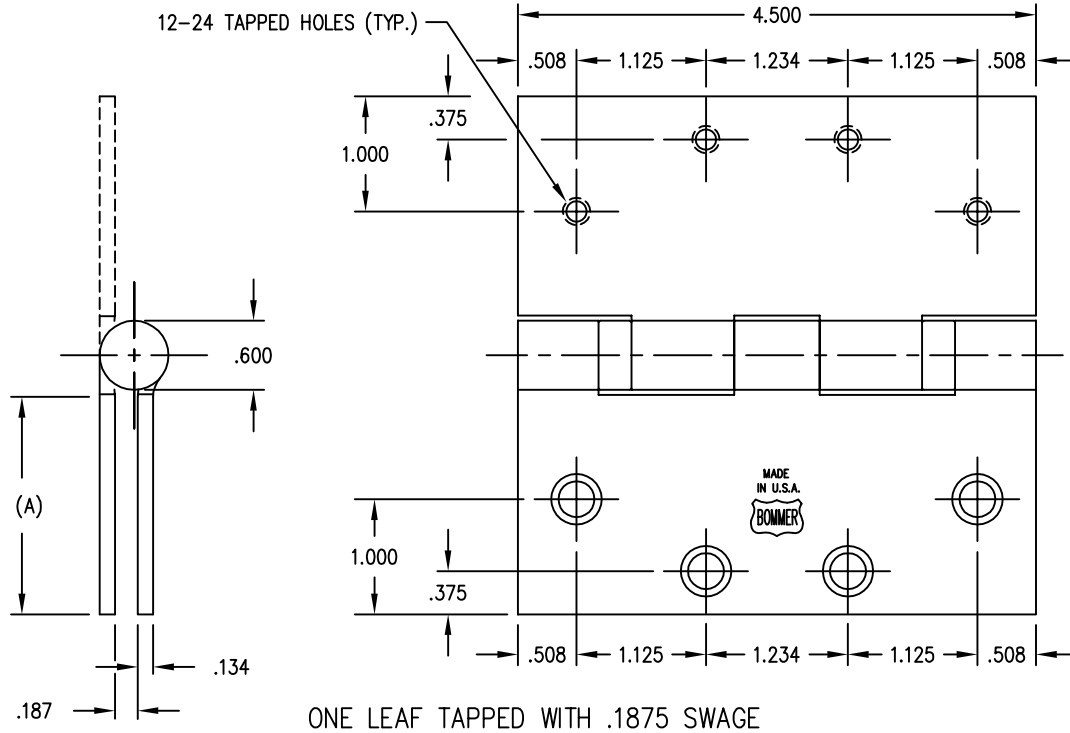 12-24 TAPPED HOLES (TYP.)
4.500
.508 1.125 1.234 1.125 .508
.375
1.000
.600
(A)
MADE
IN U.S.A.
BOMMER
1.000
.375
.508 1.125 1.234 1.125 .508
.134
.187
ONE LEAF TAPPED WITH .1875 SWAGE